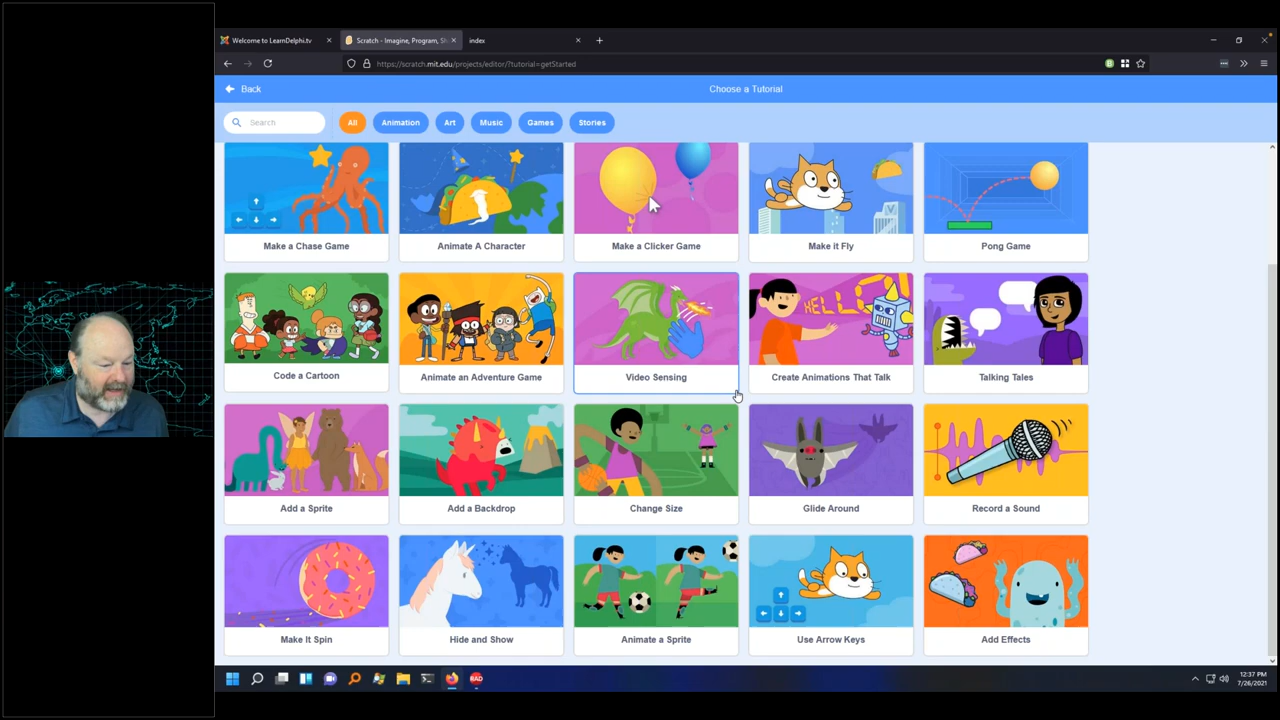 Welcome to LearnDelphi.tv
Scratch - Imagine, Program, Sh
index
https://scratch.mit.edu/projects/editor/?tutorial=getStarted
Back
Choose a Tutorial
Search
All
Animation
Art
Music
Games
Stories
Make a Chase Game
Animate A Character
Make a Clicker Game
Make it Fly
Pong Game
HELLO!
Code a Cartoon
Animate an Adventure Game
Video Sensing
Create Animations That Talk
Talking Tales
Add a Sprite
Add a Backdrop
Change Size
Glide Around
Record a Sound
Make It Spin
Hide and Show
Animate a Sprite
Use Arrow Keys
Add Effects
RAD
12:37 PM
7/26/2021